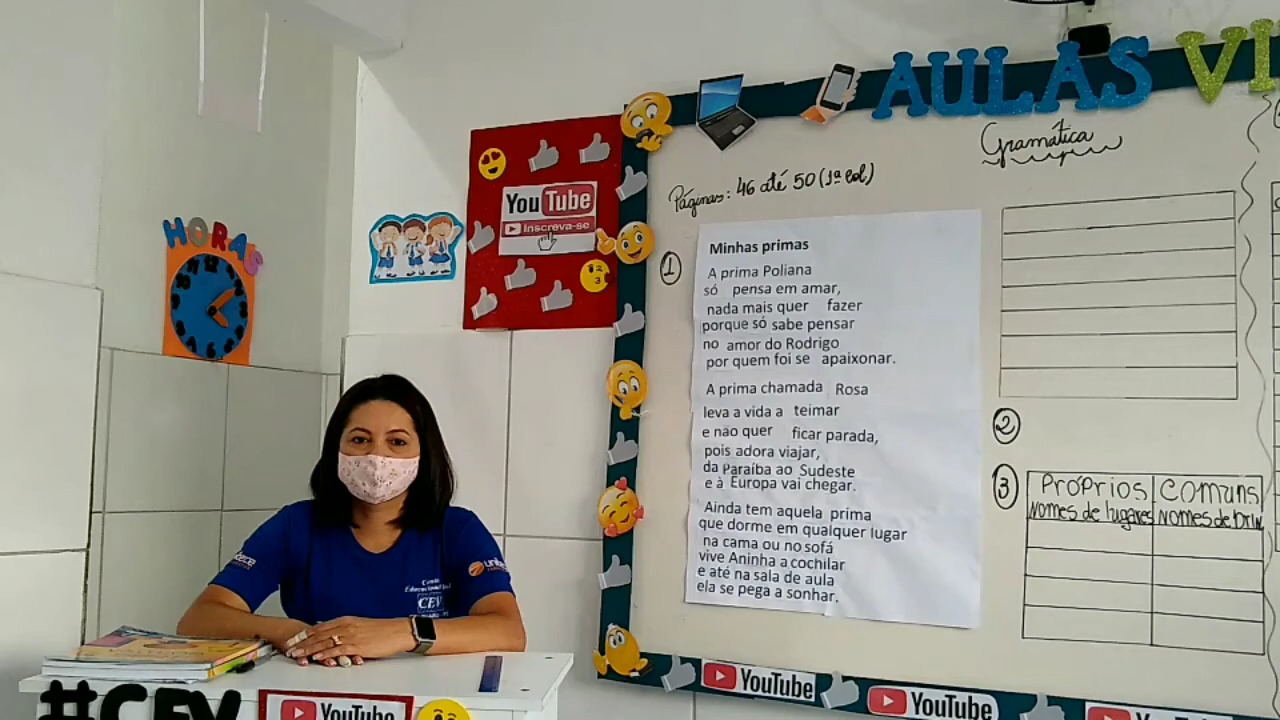 AULAS
Gramática
Páginas: 46 até 50 (1ª col)
HORAS
YouTube
Inscreva-se
1
Minhas primas
A prima Poliana
só pensa em amar,
nada mais quer fazer
porque só sabe pensar
no amor do Rodrigo
por quem foi se apaixonar.
A prima chamada Rosa
leva a vida a teimar
e não quer ficar parada,
pois adora viajar,
da Paraíba ao Sudeste
e à Europa vai chegar.
Ainda tem aquela prima
que dorme em qualquer lugar
na cama ou no sofá
vive Aninha a cochilar
e até na sala de aula
ela se pega a sonhar.
2
3
PRÓPRIOS COMUNS
Nomes de lugares Nomes de
CEV
#CEV
YouTube
YouTube
YouTube